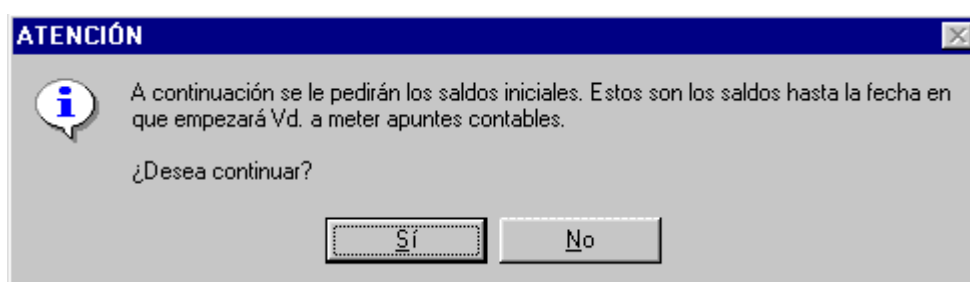 ATENCIÓN
A continuación se le pedirán los saldos iniciales. Estos son los saldos hasta la fecha en
que empezará Vd. a meter apuntes contables.
¿Desea continuar?
Sí No